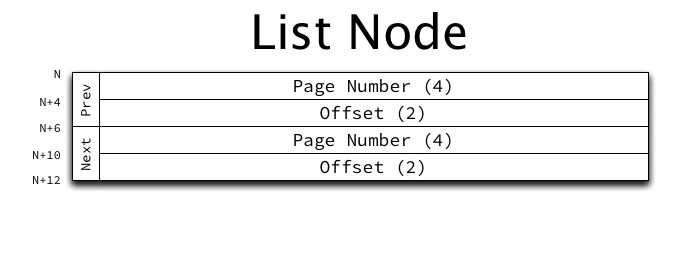 List Node
N
Prev
Page Number (4)
N+4
Offset (2)
N+6
Next
Page Number (4)
N+10
Offset (2)
N+12